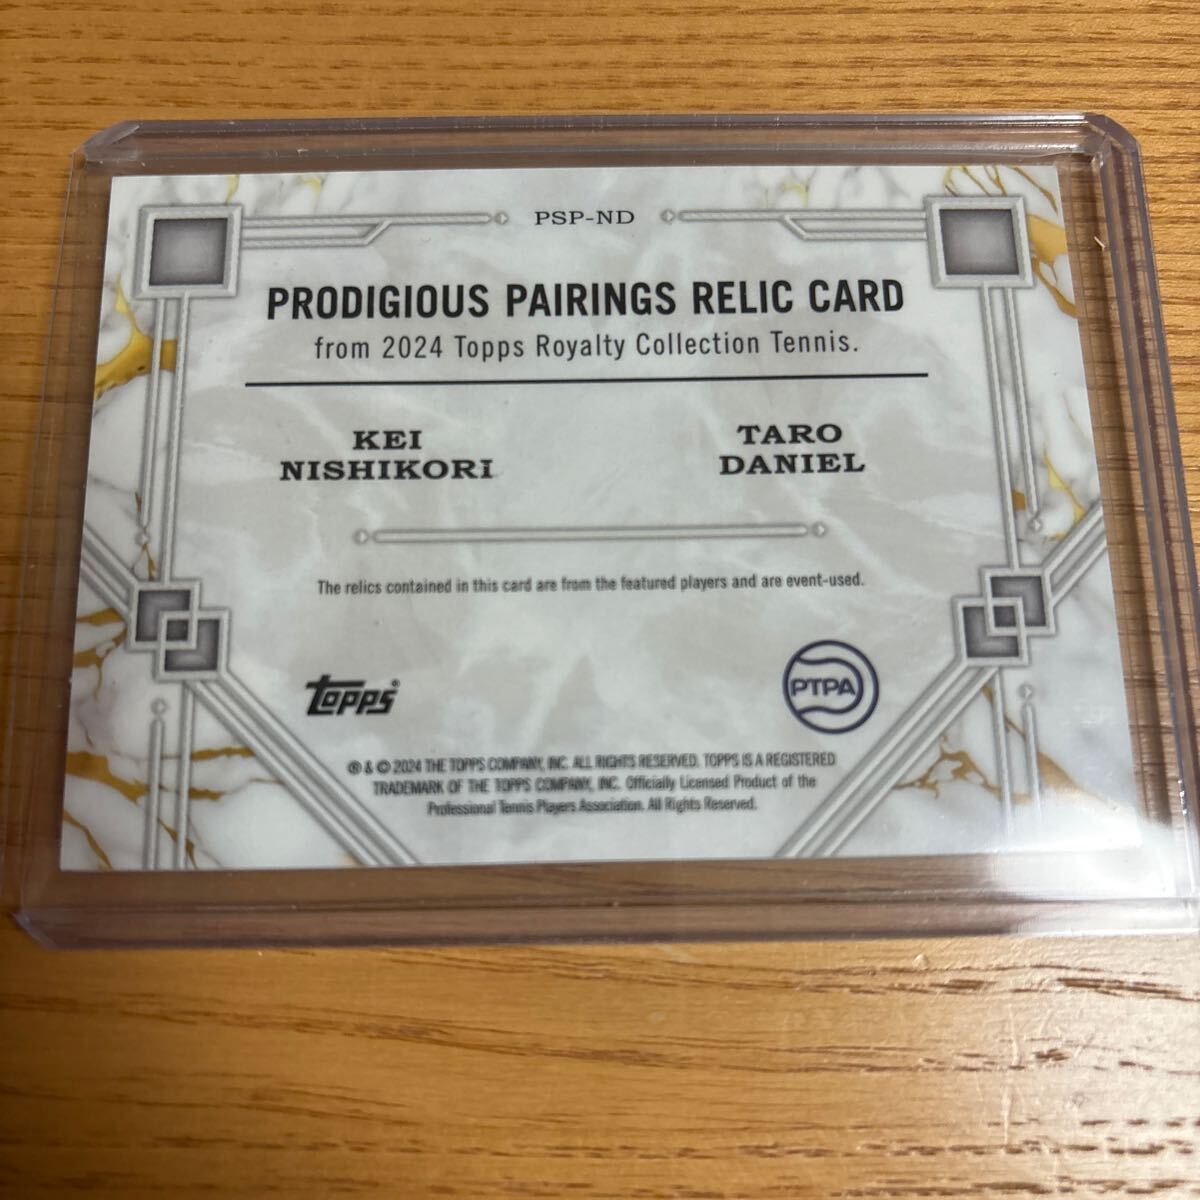 PSP-ND
PRODIGIOUS PAIRINGS RELIC CARD
from 2024 Topps Royalty Collection Tennis.
KEI
NISHIKORI
TARO
DANIEL
The relics contained in this card are from the featured players and are event-used.
Topps®
PTPA
® & © 2024 THE TOPPS COMPANY, INC. ALL RIGHTS RESERVED. TOPPS IS A REGISTERED
TRADEMARK OF THE TOPPS COMPANY, INC. Officially Licensed Product of the
Professional Tennis Players Association. All Rights Reserved.